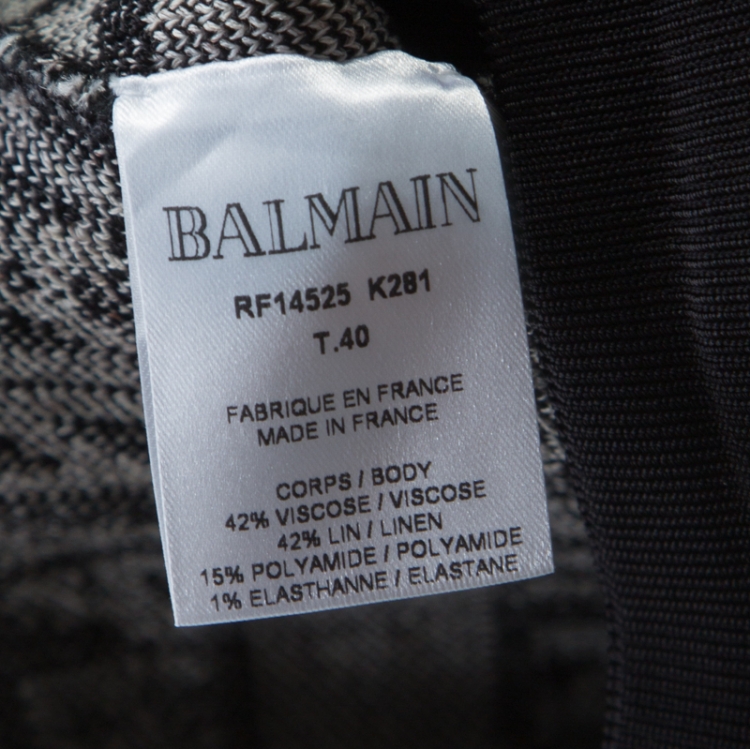 BALMAIN
RF14525 K281
T.40
FABRIQUE EN FRANCE
MADE IN FRANCE
CORPS / BODY
42% VISCOSE / VISCOSE
42% LIN / LINEN
15% POLYAMIDE / POLYAMIDE
1% ELASTHANNE / ELASTANE